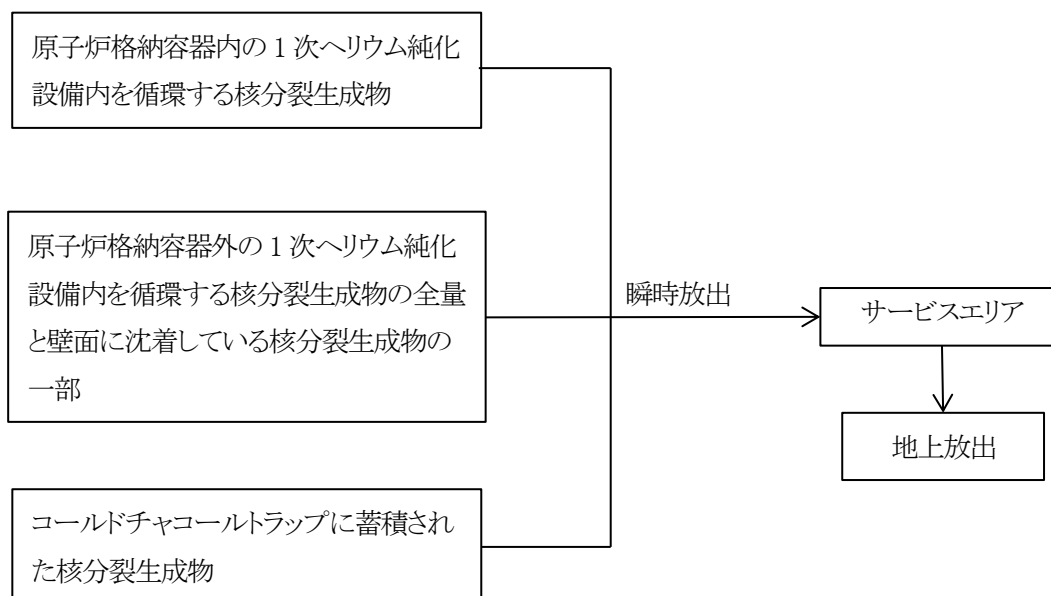 原子炉格納容器内の１次ヘリウム純化
設備内を循環する核分裂生成物
原子炉格納容器外の１次ヘリウム純化
設備内を循環する核分裂生成物の全量
と壁面に沈着している核分裂生成物の
一部
瞬時放出
サービスエリア
地上放出
コールドチャコールトラップに蓄積され
た核分裂生成物